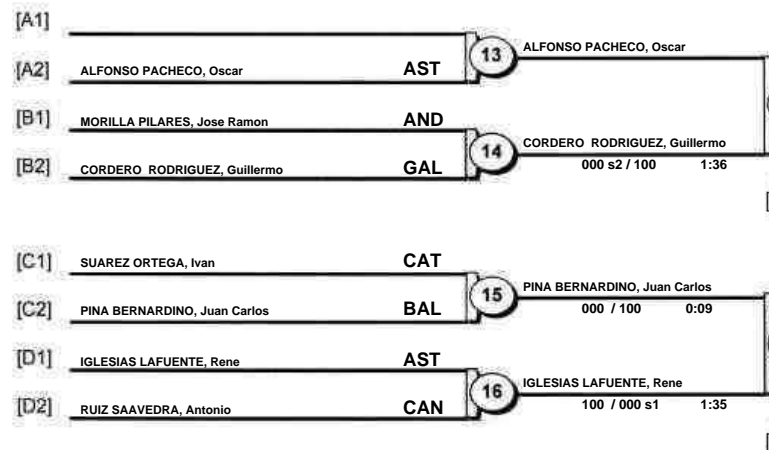 [A1]
[A2] ALFONSO PACHECO, Oscar AST
13 ALFONSO PACHECO, Oscar
[B1] MORILLA PILARES, Jose Ramon AND
[B2] CORDERO RODRIGUEZ, Guillermo GAL
14 CORDERO RODRIGUEZ, Guillermo
000 s2 / 100 1:36
[C1] SUAREZ ORTEGA, Ivan CAT
[C2] PINA BERNARDINO, Juan Carlos BAL
15 PINA BERNARDINO, Juan Carlos
000 / 100 0:09
[D1] IGLESIAS LAFUENTE, Rene AST
[D2] RUIZ SAAVEDRA, Antonio CAN
16 IGLESIAS LAFUENTE, Rene
100 / 000 s1 1:35